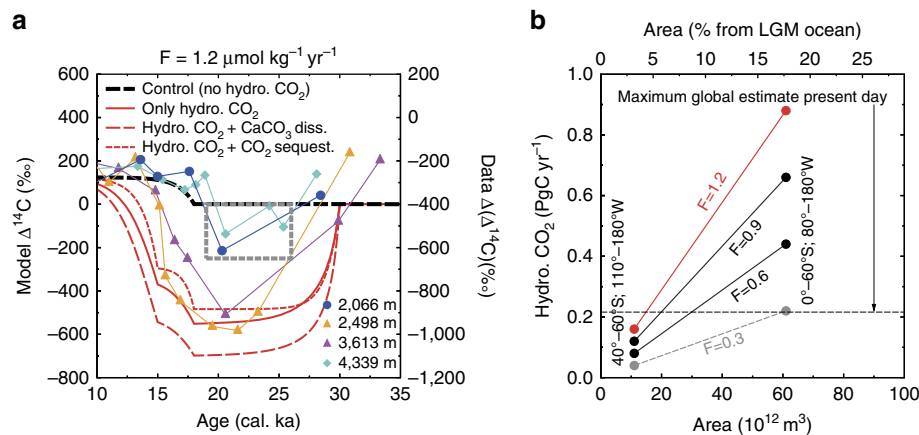 a
F = 1.2 μmol kg⁻¹ yr⁻¹
600
400
200
0
−200
−400
−600
−800
Model Δ¹⁴C (‰)
Control (no hydro. CO₂)
Only hydro. CO₂
Hydro. CO₂ + CaCO₃ diss.
Hydro. CO₂ + CO₂ sequest.
2,066 m
2,498 m
3,613 m
4,339 m
200
0
−200
−400
−600
−800
−1,000
−1,200
Data Δ(Δ¹⁴C)(‰)
10 15 20 25 30 35
Age (cal. ka)
b
Area (% from LGM ocean)
0 5 10 15 20 25
1.0
0.8
0.6
0.4
0.2
0.0
Hydro. CO₂ (PgC yr⁻¹)
Maximum global estimate present day
F=1.2
F=0.9
F=0.6
F=0.3
40°−60°S; 110°−180°W
0°−60°S; 80°−180°W
0 20 40 60 80 100
Area (10¹² m³)